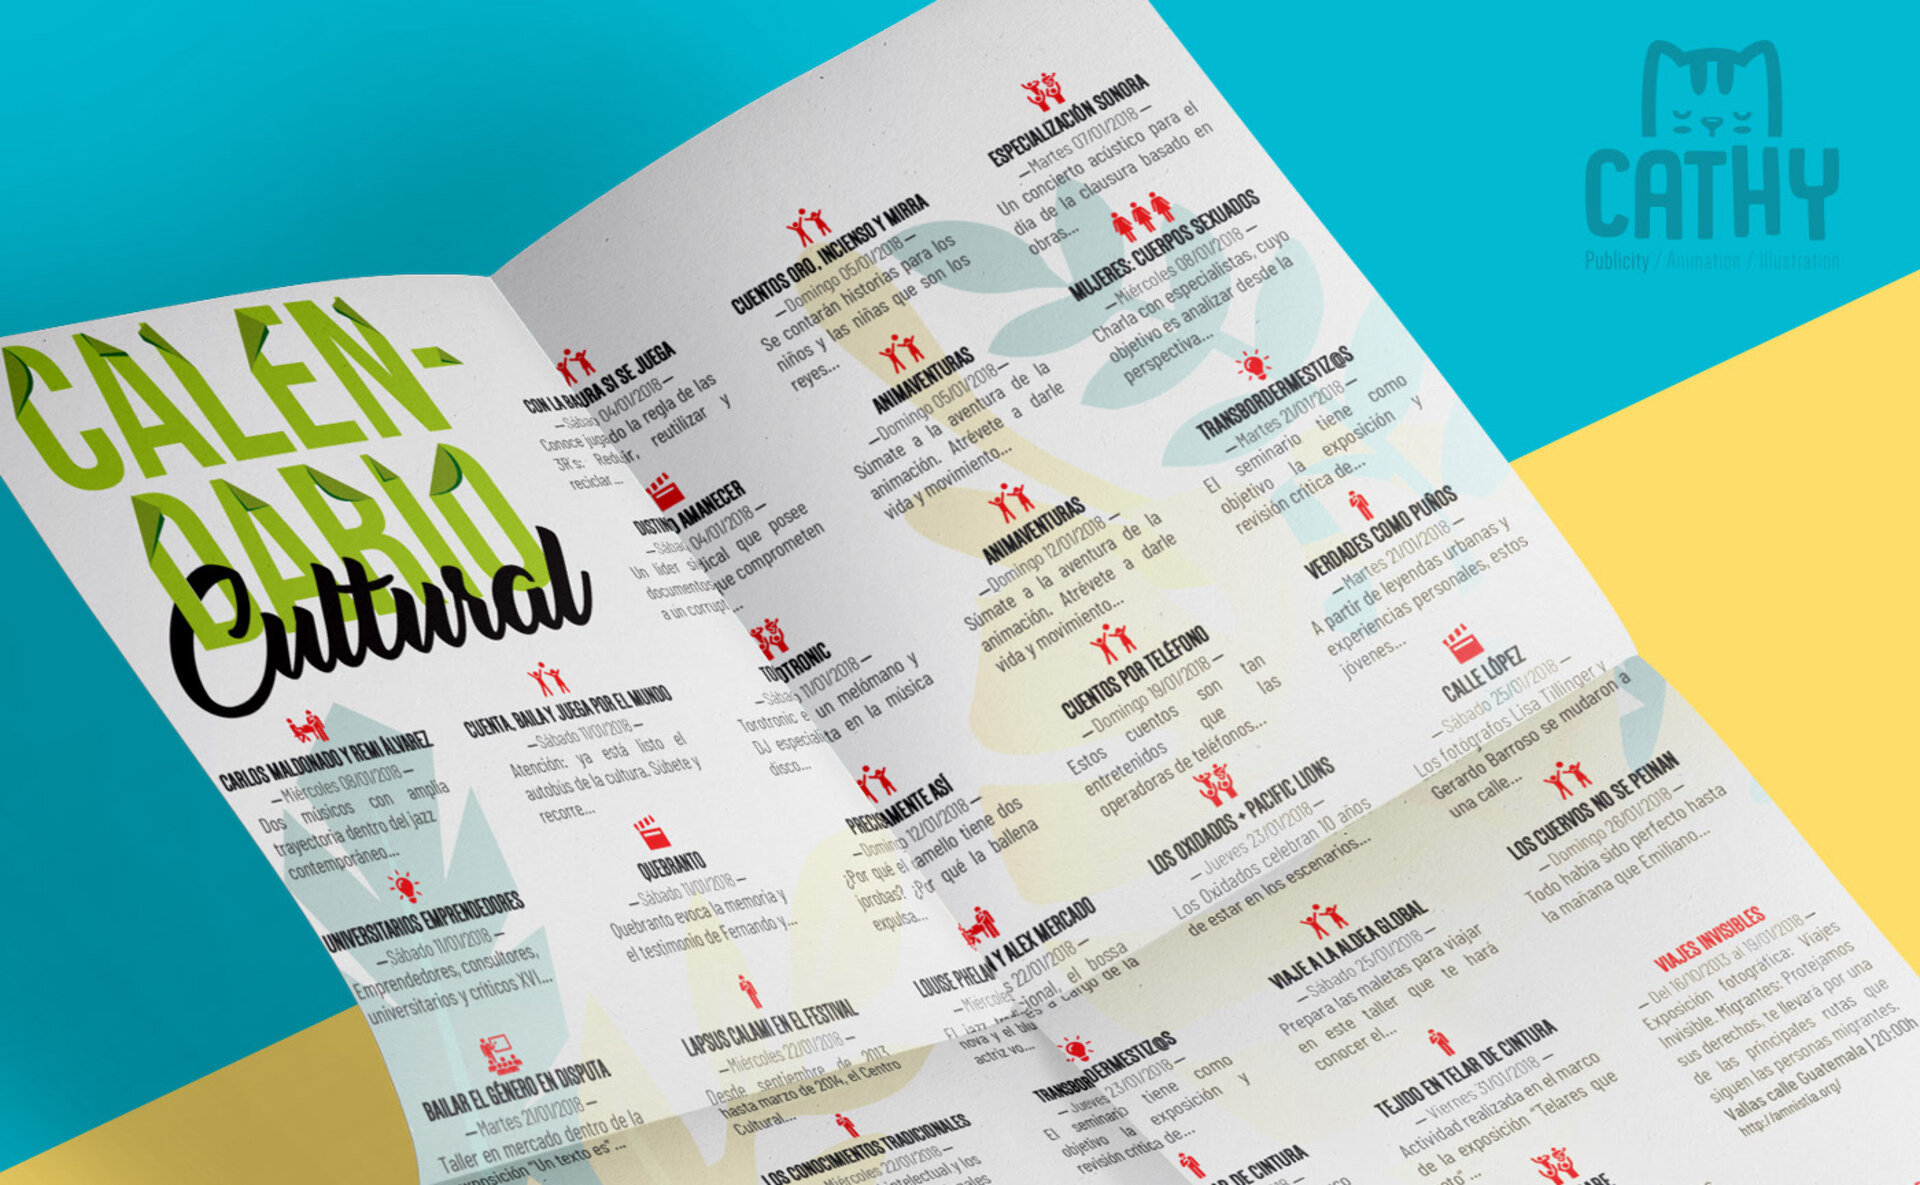 CALEN-
DARIO
Cultural
CARLOS MALDONADO Y REMI ÁLVAREZ
—Miércoles 08/01/2018—
Dos músicos con amplia
trayectoria dentro del jazz
contemporáneo...
UNIVERSITARIOS EMPRENDEDORES
—Sábado 11/01/2018—
Emprendedores, consultores,
universitarios y críticos XVI...
BAILAR EL GÉNERO EN DISPUTA
—Martes 21/01/2018—
Taller en mercado dentro de la
exposición "Un texto es" ...
CUENTA, BAILA Y JUEGA POR EL MUNDO
—Sábado 11/01/2018—
Atención: ya está listo el
autobús de la cultura. Súbete y
recorre...
QUEBRANTO
—Sábado 11/01/2018—
Quebranto evoca la memoria y
el testimonio de Fernando y...
LAPSUS CALAMI EN EL FESTIVAL
—Miércoles 22/01/2018—
Desde septiembre de 2013
hasta marzo de 2014, el Centro
Cultural...
LOS CONOCIMIENTOS TRADICIONALES
Miércoles 22/01/2018—
intelectual y los
CON LA BASURA SI SE JUEGA
—Sábado 04/01/2018—
Conoce jugado la regla de las
3R's: Reducir, reutilizar y
reciclar...
DISTINTO AMANECER
—Sábado 04/01/2018—
Un líder sindical que posee
documentos que comprometen
a un corrupt...
TOROTRONIC
—Sábado 11/01/2018—
Torotronic es un melómano y
DJ especialista en la música
disco...
PRECISAMENTE ASÍ
—Domingo 12/01/2018—
¿Por qué el camello tiene dos
jorobas? ¿Por qué la ballena
expulsa...
LOUISE PHELAN Y ALEX MERCADO
—Miércoles 22/01/2018—
El jazz tradicional, el bossa
nova y el blues a cargo de la
actriz vo...
CUENTOS ORO, INCIENSO Y MIRRA
—Domingo 05/01/2018—
Se contarán historias para los
niños y las niñas que son los
reyes...
ANIMAVENTURAS
—Domingo 05/01/2018—
Súmate a la aventura de la
animación. Atrévete a darle
vida y movimiento...
ANIMAVENTURAS
—Domingo 12/01/2018—
Súmate a la aventura de la
animación. Atrévete a darle
vida y movimiento...
CUENTOS POR TELÉFONO
—Domingo 19/01/2018—
Estos cuentos son tan
entretenidos que las
operadoras de teléfonos...
LOS OXIDADOS + PACIFIC LIONS
—Jueves 23/01/2018—
Los Oxidados celebran 10 años
de estar en los escenarios...
TRANSBORDERMESTIZ@S
—Jueves 23/01/2018—
El seminario tiene como
objetivo la exposición y
revisión crítica de...
ESPECIALIZACIÓN SONORA
—Martes 07/01/2018—
Un concierto acústico para el
día de la clausura basado en
obras...
MUJERES: CUERPOS SEXUADOS
—Miércoles 08/01/2018—
Charla con especialistas, cuyo
objetivo es analizar desde la
perspectiva...
TRANSBORDERMESTIZ@S
—Martes 21/01/2018—
El seminario tiene como
objetivo la exposición y
revisión crítica de...
VERDADES COMO PUÑOS
—Martes 21/01/2018—
A partir de leyendas urbanas y
experiencias personales, estos
jóvenes...
CALLE LÓPEZ
—Sábado 25/01/2018—
Los fotógrafos Lisa Tillinger y
Gerardo Barroso se mudaron a
una calle...
VIAJE A LA ALDEA GLOBAL
—Sábado 25/01/2018—
Prepara las maletas para viajar
en este taller que te hará
conocer el...
LOS CUERVOS NO SE PEINAN
—Domingo 26/01/2018—
Todo había sido perfecto hasta
la mañana que Emiliano...
TEJIDO EN TELAR DE CINTURA
—Viernes 31/01/2018—
Actividad realizada en el marco
de la exposición "Telares que
DE CINTURA
VIAJES INVISIBLES
—Del 16/10/2013 al 19/01/2018—
Exposición fotográfica: Viajes
Invisible. Migrantes: Protejamos
sus derechos, te llevará por una
de las principales rutas que
siguen las personas migrantes.
Vallas calle Guatemala | 20:00h
http://amnistia.org/
CATHY
Publicity / Animation / Illustration